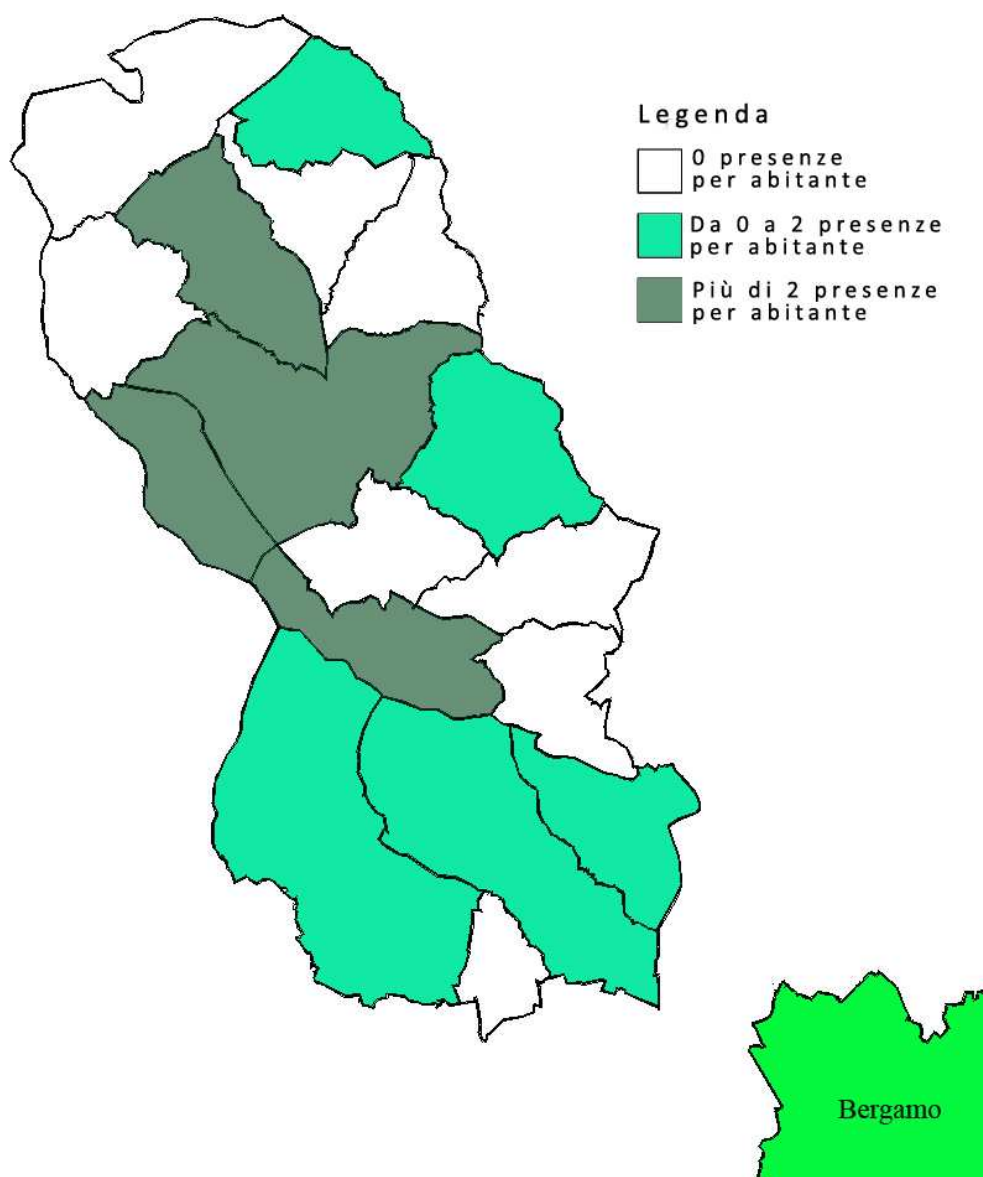 Legenda
0 presenze
per abitante
Da 0 a 2 presenze
per abitante
Più di 2 presenze
per abitante
Bergamo